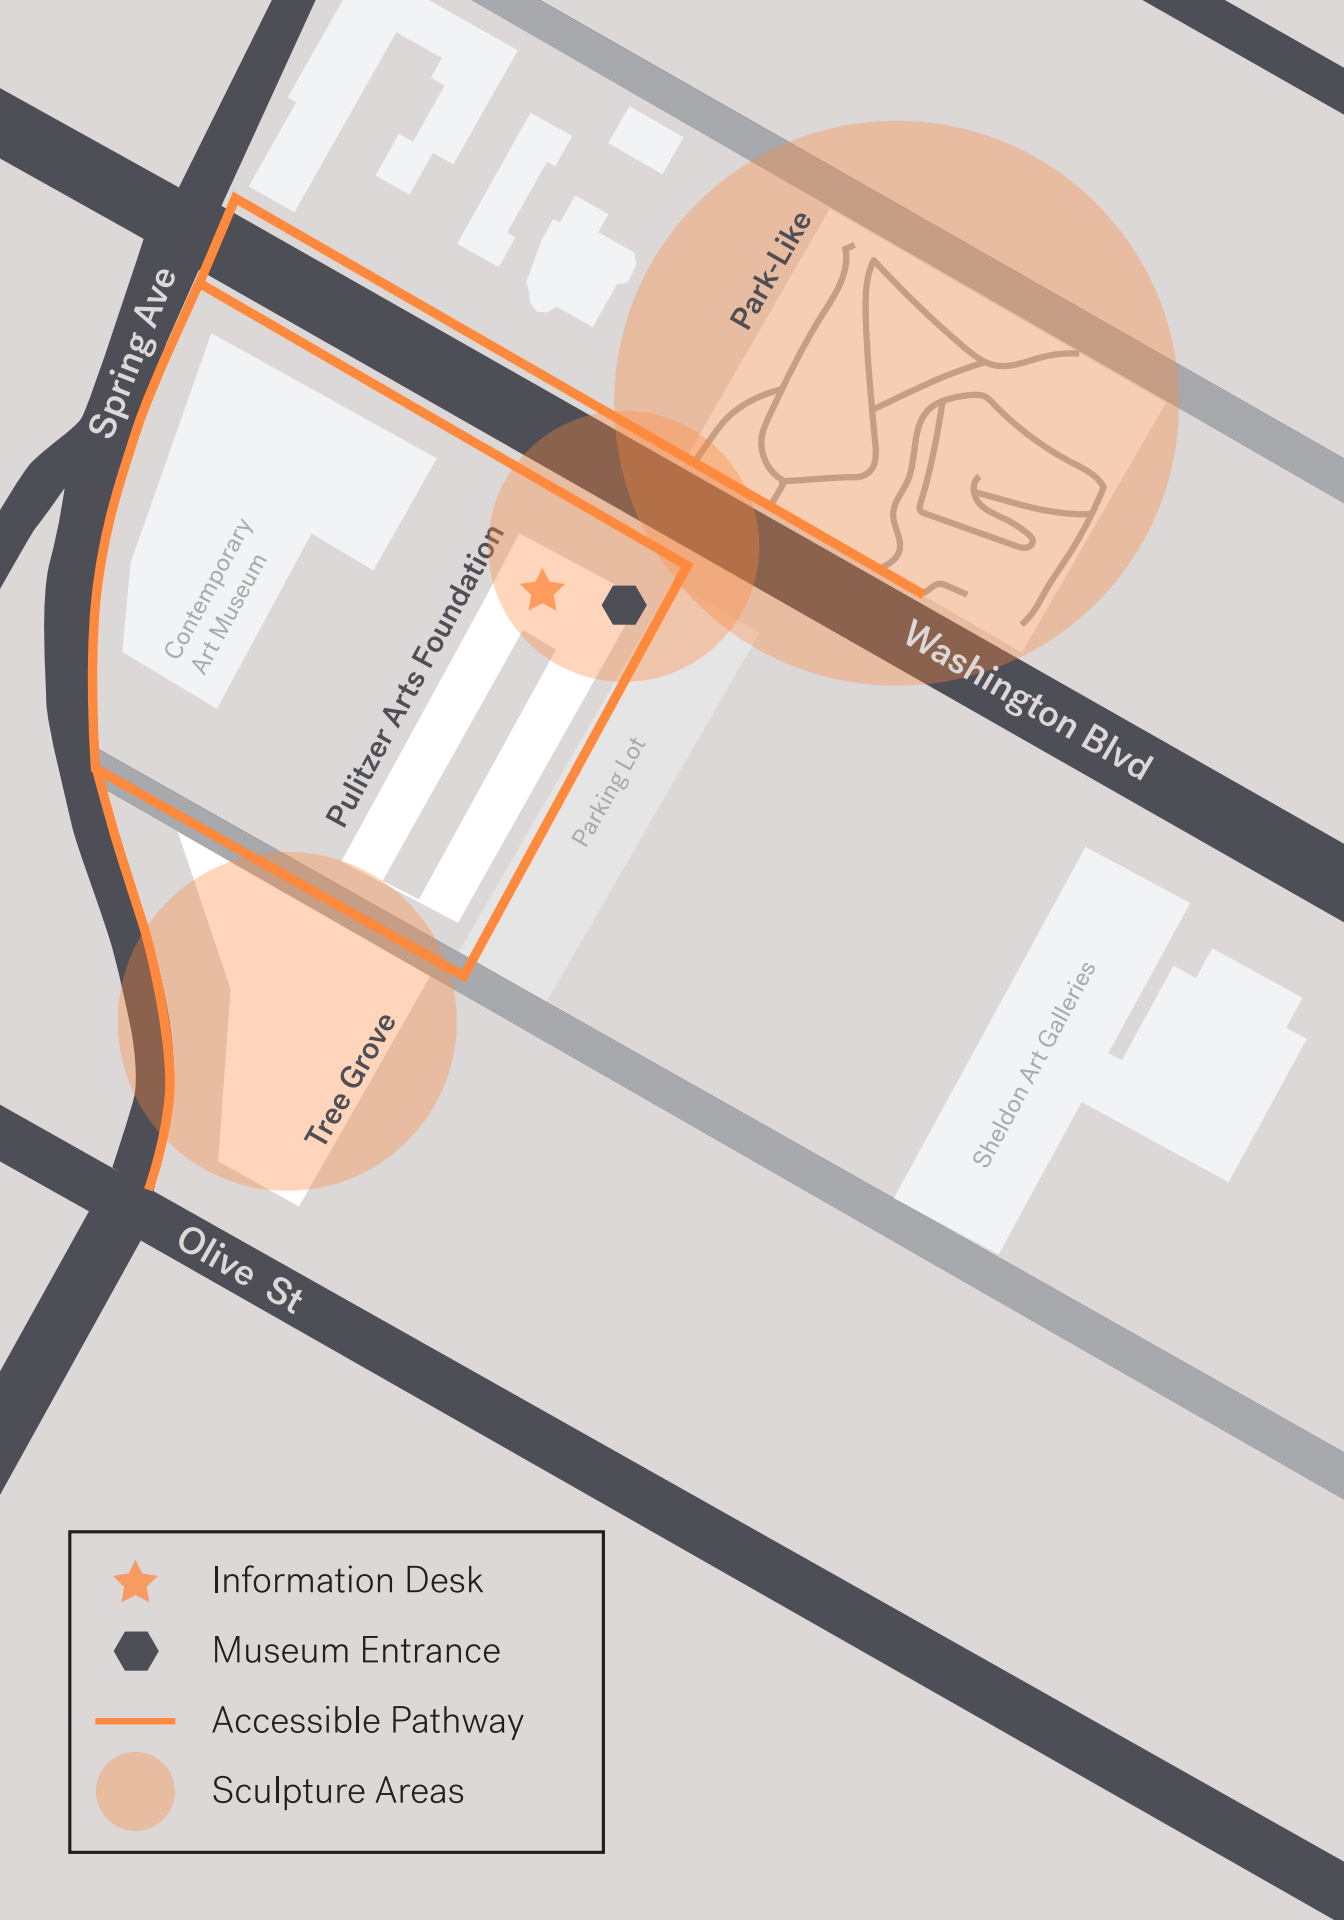 Park-Like
Spring Ave
Contemporary
Art Museum
Pulitzer Arts Foundation
Washington Blvd
Parking Lot
Sheldon Art Galleries
Tree Grove
Olive St
Information Desk
Museum Entrance
Accessible Pathway
Sculpture Areas